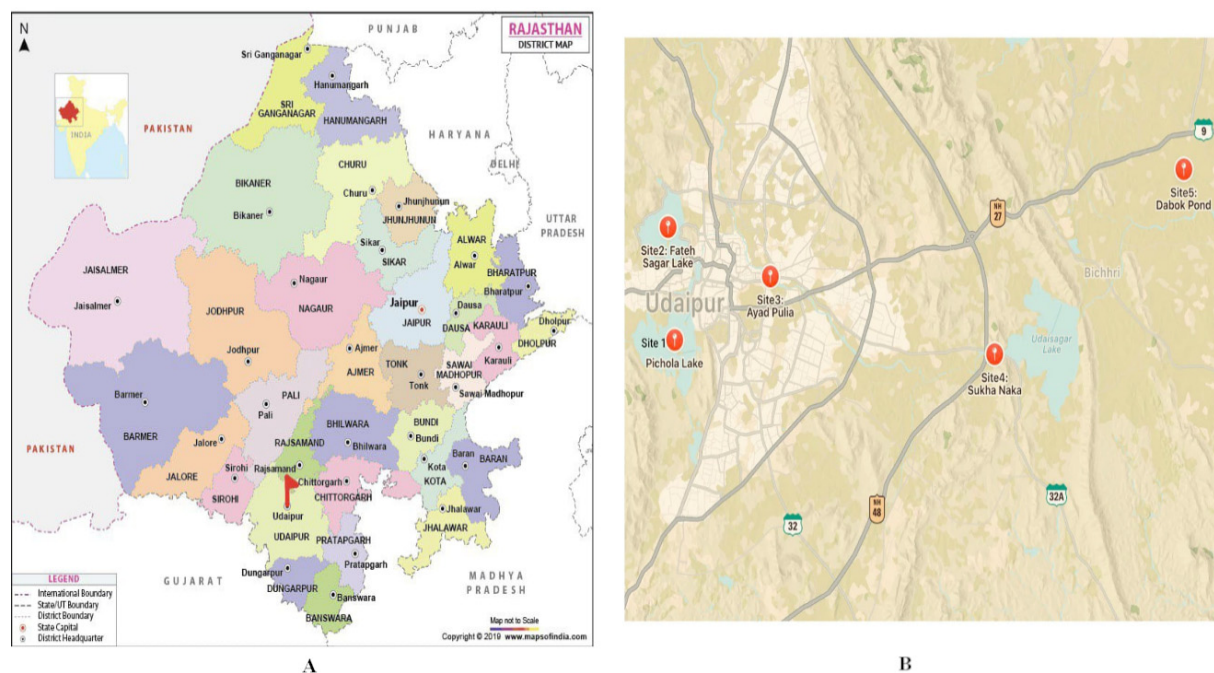 N
PUNJAB
RAJASTHAN
DISTRICT MAP
Sri Ganganagar
Hanumangarh
SRI
GANGANAGAR
HANUMANGARH
INDIA
PAKISTAN
HARYANA
DELHI
CHURU
Churu
BIKANER
Bikaner
Jhunjhunun
JHUNJHUNUN
UTTAR
PRADESH
Sikar
SIKAR
ALWAR
Alwar
JAISALMER
Jaisalmer
Nagaur
NAGAUR
BHARATPUR
Bharatpur
JODHPUR
Jodhpur
Jaipur
JAIPUR
Dausa
DAUSA
KARAULI
Karauli
Dholpur
DHOLPUR
Ajmer
AJMER
TONK
Tonk
SAWAI
MADHOPUR
Sawai Madhopur
Barmer
BARMER
PALI
Pali
BHILWARA
Bhilwara
BUNDI
Bundi
RAJSAMAND
Rajsamand
PAKISTAN
Jalore
JALORE
Sirohi
SIROHI
Kota
KOTA
Baran
BARAN
Chittorgarh
CHITTORGARH
Udaipur
UDAIPUR
Jhalawar
JHALAWAR
PRATAPGARH
Pratapgarh
GUJARAT
Dungarpur
DUNGARPUR
Banswara
BANSWARA
MADHYA
PRADESH
LEGEND
International Boundary
State/UT Boundary
District Boundary
State Capital
District Headquarter
Map not to Scale
Copyright © 2019 www.mapsofindia.com
A
9
Site5:
Dabok Pond
NH
27
Site2: Fateh
Sagar Lake
Bichhri
Udaipur
Site3:
Ayad Pulia
Site 1
Pichola Lake
Udaisagar
Lake
Site4:
Sukha Naka
32A
NH
48
32
B